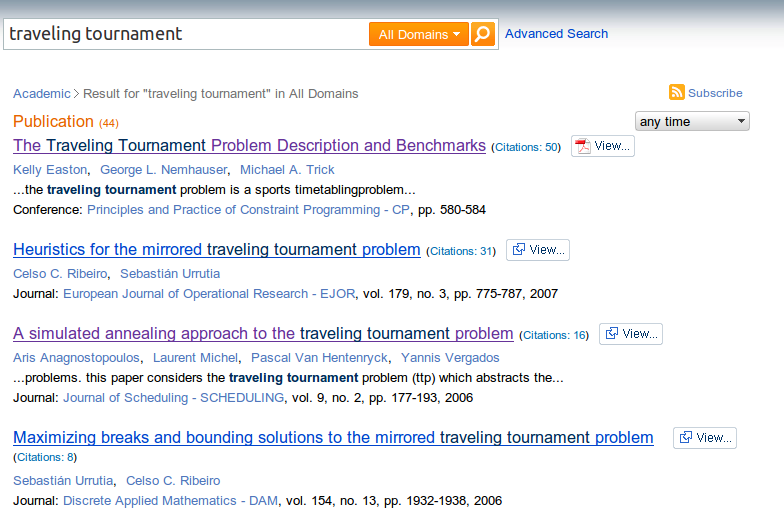 traveling tournament All Domains Advanced Search
Academic > Result for "traveling tournament" in All Domains Subscribe
Publication (44) any time
The Traveling Tournament Problem Description and Benchmarks (Citations: 50) View...
Kelly Easton, George L. Nemhauser, Michael A. Trick
...the traveling tournament problem is a sports timetablingproblem...
Conference: Principles and Practice of Constraint Programming - CP, pp. 580-584
Heuristics for the mirrored traveling tournament problem (Citations: 31) View...
Celso C. Ribeiro, Sebastián Urrutia
Journal: European Journal of Operational Research - EJOR, vol. 179, no. 3, pp. 775-787, 2007
A simulated annealing approach to the traveling tournament problem (Citations: 16) View...
Aris Anagnostopoulos, Laurent Michel, Pascal Van Hentenryck, Yannis Vergados
...problems. this paper considers the traveling tournament problem (ttp) which abstracts the...
Journal: Journal of Scheduling - SCHEDULING, vol. 9, no. 2, pp. 177-193, 2006
Maximizing breaks and bounding solutions to the mirrored traveling tournament problem View...
(Citations: 8)
Sebastián Urrutia, Celso C. Ribeiro
Journal: Discrete Applied Mathematics - DAM, vol. 154, no. 13, pp. 1932-1938, 2006